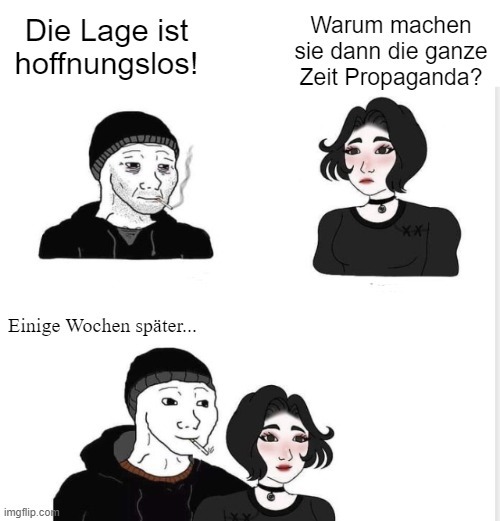 Die Lage ist
hoffnungslos!
Warum machen
sie dann die ganze
Zeit Propaganda?
Einige Wochen später...
imgflip.com